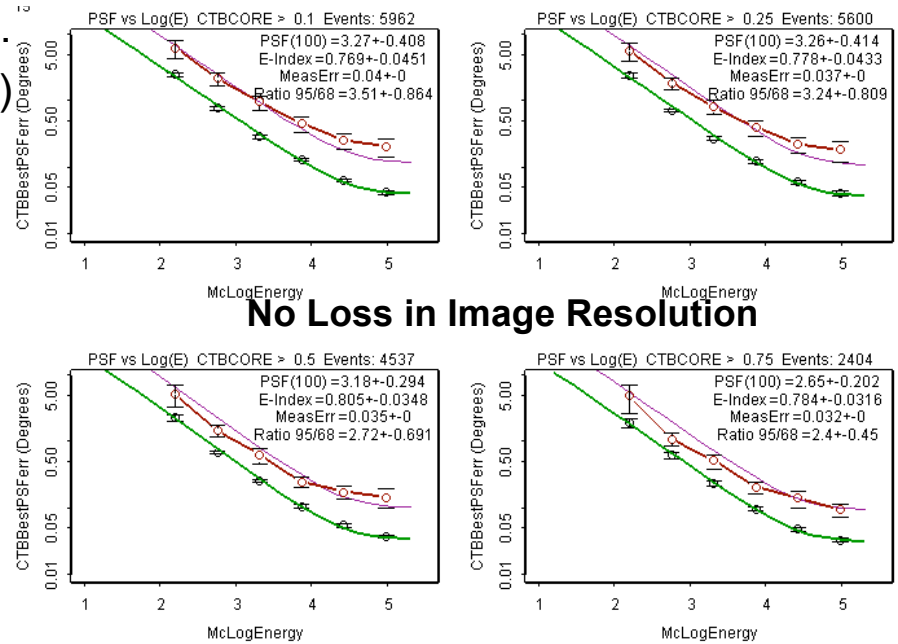 PSF vs Log(E) CTBCORE > 0.1 Events: 5962
PSF(100) =3.27+-0.408
E-Index =0.769+-0.0451
MeasErr =0.04+-0
Ratio 95/68 =3.51+-0.864
CTBBestPSFerr (Degrees)
5.00
0.50
0.05
0.01
1 2 3 4 5
McLogEnergy
PSF vs Log(E) CTBCORE > 0.25 Events: 5600
PSF(100) =3.26+-0.414
E-Index =0.778+-0.0433
MeasErr =0.037+-0
Ratio 95/68 =3.24+-0.809
CTBBestPSFerr (Degrees)
5.00
0.50
0.05
0.01
1 2 3 4 5
McLogEnergy
No Loss in Image Resolution
PSF vs Log(E) CTBCORE > 0.5 Events: 4537
PSF(100) =3.18+-0.294
E-Index =0.805+-0.0348
MeasErr =0.035+-0
Ratio 95/68 =2.72+-0.691
CTBBestPSFerr (Degrees)
5.00
0.50
0.05
0.01
1 2 3 4 5
McLogEnergy
PSF vs Log(E) CTBCORE > 0.75 Events: 2404
PSF(100) =2.65+-0.202
E-Index =0.784+-0.0316
MeasErr =0.032+-0
Ratio 95/68 =2.4+-0.45
CTBBestPSFerr (Degrees)
5.00
0.50
0.05
0.01
1 2 3 4 5
McLogEnergy